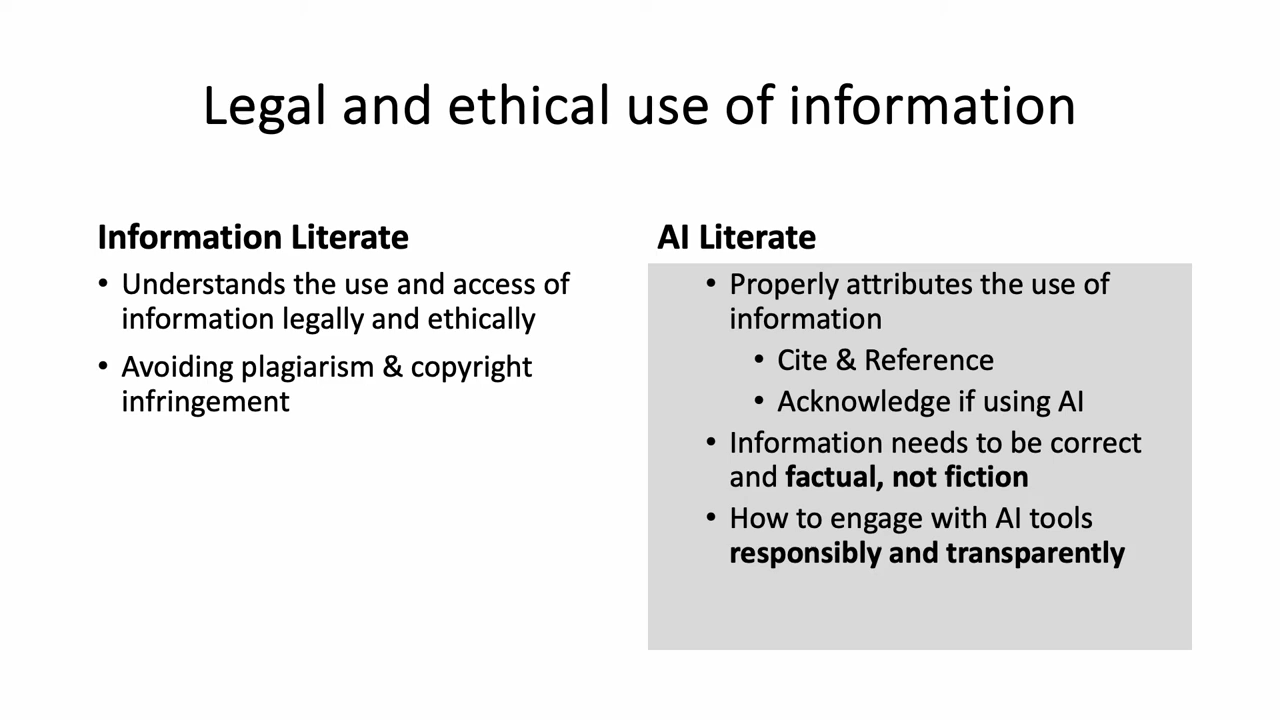 Legal and ethical use of information
Information Literate
• Understands the use and access of
information legally and ethically
• Avoiding plagiarism & copyright
infringement
AI Literate
• Properly attributes the use of
information
• Cite & Reference
• Acknowledge if using AI
• Information needs to be correct
and factual, not fiction
• How to engage with AI tools
responsibly and transparently